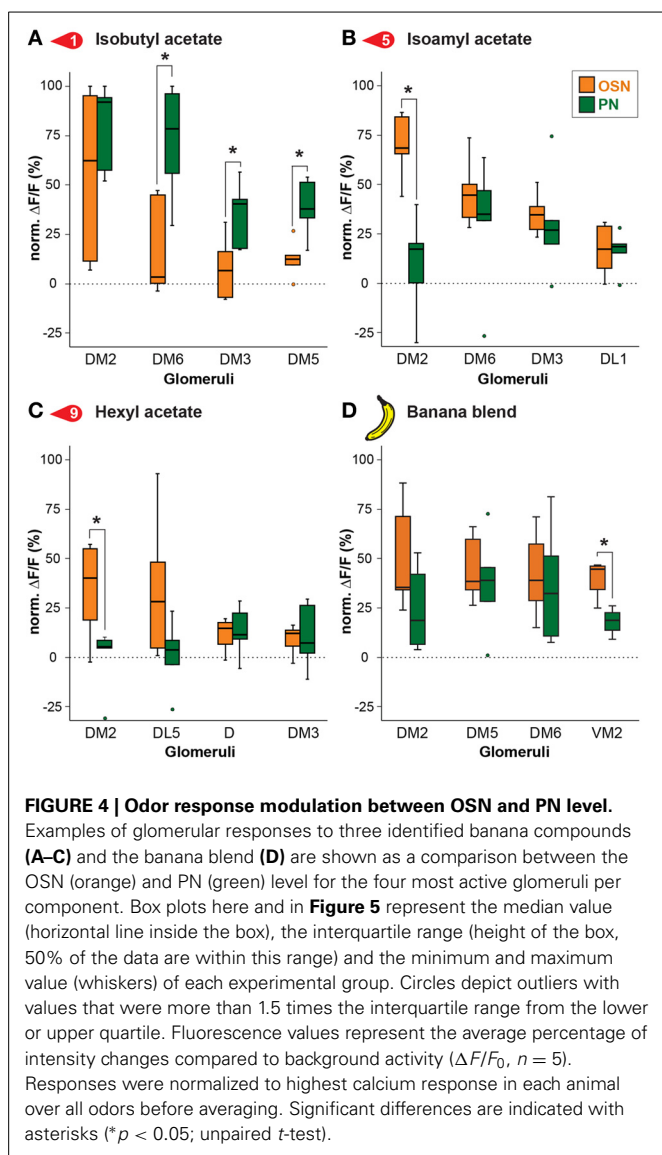 A 1 Isobutyl acetate
*
*
*
100
75
50
25
0
-25
norm. ΔF/F (%)
DM2 DM6 DM3 DM5
Glomeruli
B 5 Isoamyl acetate
OSN
PN
*
100
75
50
25
0
-25
norm. ΔF/F (%)
DM2 DM6 DM3 DL1
Glomeruli
C 9 Hexyl acetate
*
100
75
50
25
0
-25
norm. ΔF/F (%)
DM2 DL5 D DM3
Glomeruli
D Banana blend
*
100
75
50
25
0
-25
norm. ΔF/F (%)
DM2 DM5 DM6 VM2
Glomeruli
FIGURE 4 | Odor response modulation between OSN and PN level.
Examples of glomerular responses to three identified banana compounds
(A–C) and the banana blend (D) are shown as a comparison between the
OSN (orange) and PN (green) level for the four most active glomeruli per
component. Box plots here and in Figure 5 represent the median value
(horizontal line inside the box), the interquartile range (height of the box,
50% of the data are within this range) and the minimum and maximum
value (whiskers) of each experimental group. Circles depict outliers with
values that were more than 1.5 times the interquartile range from the lower
or upper quartile. Fluorescence values represent the average percentage of
intensity changes compared to background activity (ΔF/F₀, n = 5).
Responses were normalized to highest calcium response in each animal
over all odors before averaging. Significant differences are indicated with
asterisks (*p < 0.05; unpaired t-test).